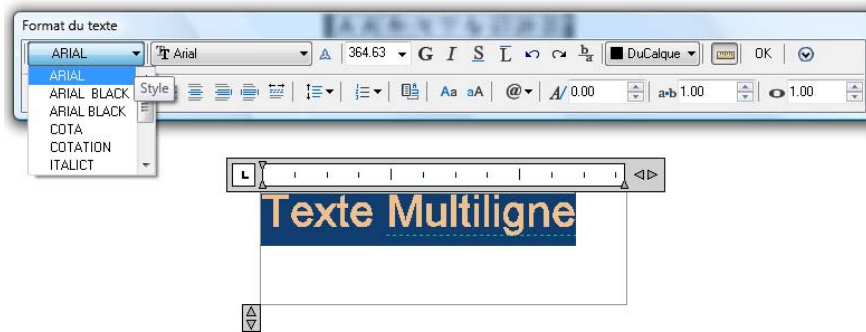 Format du texte
ARIAL Arial 364.63 G I S L b/a DuCalque OK
ARIAL
ARIAL BLACK
ARIAL BLACK
COTA
COTATION
ITALICT
Style
Aa aA @ A/ 0.00 a•b 1.00 O 1.00
L
Texte Multiligne